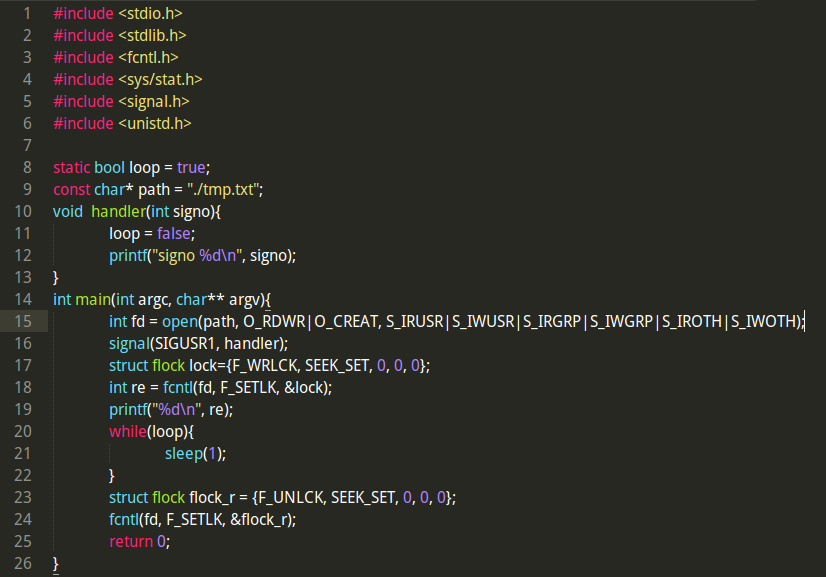 1 #include <stdio.h>
2 #include <stdlib.h>
3 #include <fcntl.h>
4 #include <sys/stat.h>
5 #include <signal.h>
6 #include <unistd.h>
7
8 static bool loop = true;
9 const char* path = "./tmp.txt";
10 void  handler(int signo){
11         loop = false;
12         printf("signo %d\n", signo);
13 }
14 int main(int argc, char** argv){
15         int fd = open(path, O_RDWR|O_CREAT, S_IRUSR|S_IWUSR|S_IRGRP|S_IWGRP|S_IROTH|S_IWOTH);
16         signal(SIGUSR1, handler);
17         struct flock lock={F_WRLCK, SEEK_SET, 0, 0, 0};
18         int re = fcntl(fd, F_SETLK, &lock);
19         printf("%d\n", re);
20         while(loop){
21                 sleep(1);
22         }
23         struct flock flock_r = {F_UNLCK, SEEK_SET, 0, 0, 0};
24         fcntl(fd, F_SETLK, &flock_r);
25         return 0;
26 }